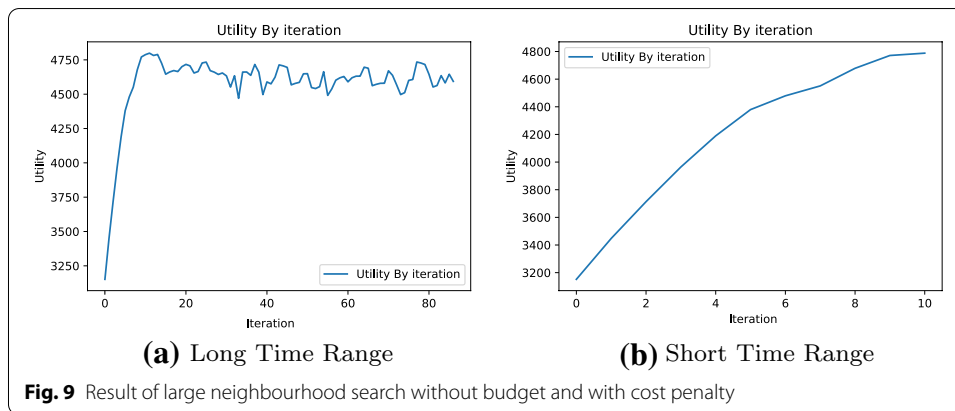 Utility By iteration
4750
4500
4250
4000
3750
3500
3250
Utility
Utility By iteration
0 20 40 60 80
Iteration
(a) Long Time Range
Utility By iteration
Utility By iteration
4800
4600
4400
4200
4000
3800
3600
3400
3200
Utility
0 2 4 6 8 10
Iteration
(b) Short Time Range
Fig. 9 Result of large neighbourhood search without budget and with cost penalty